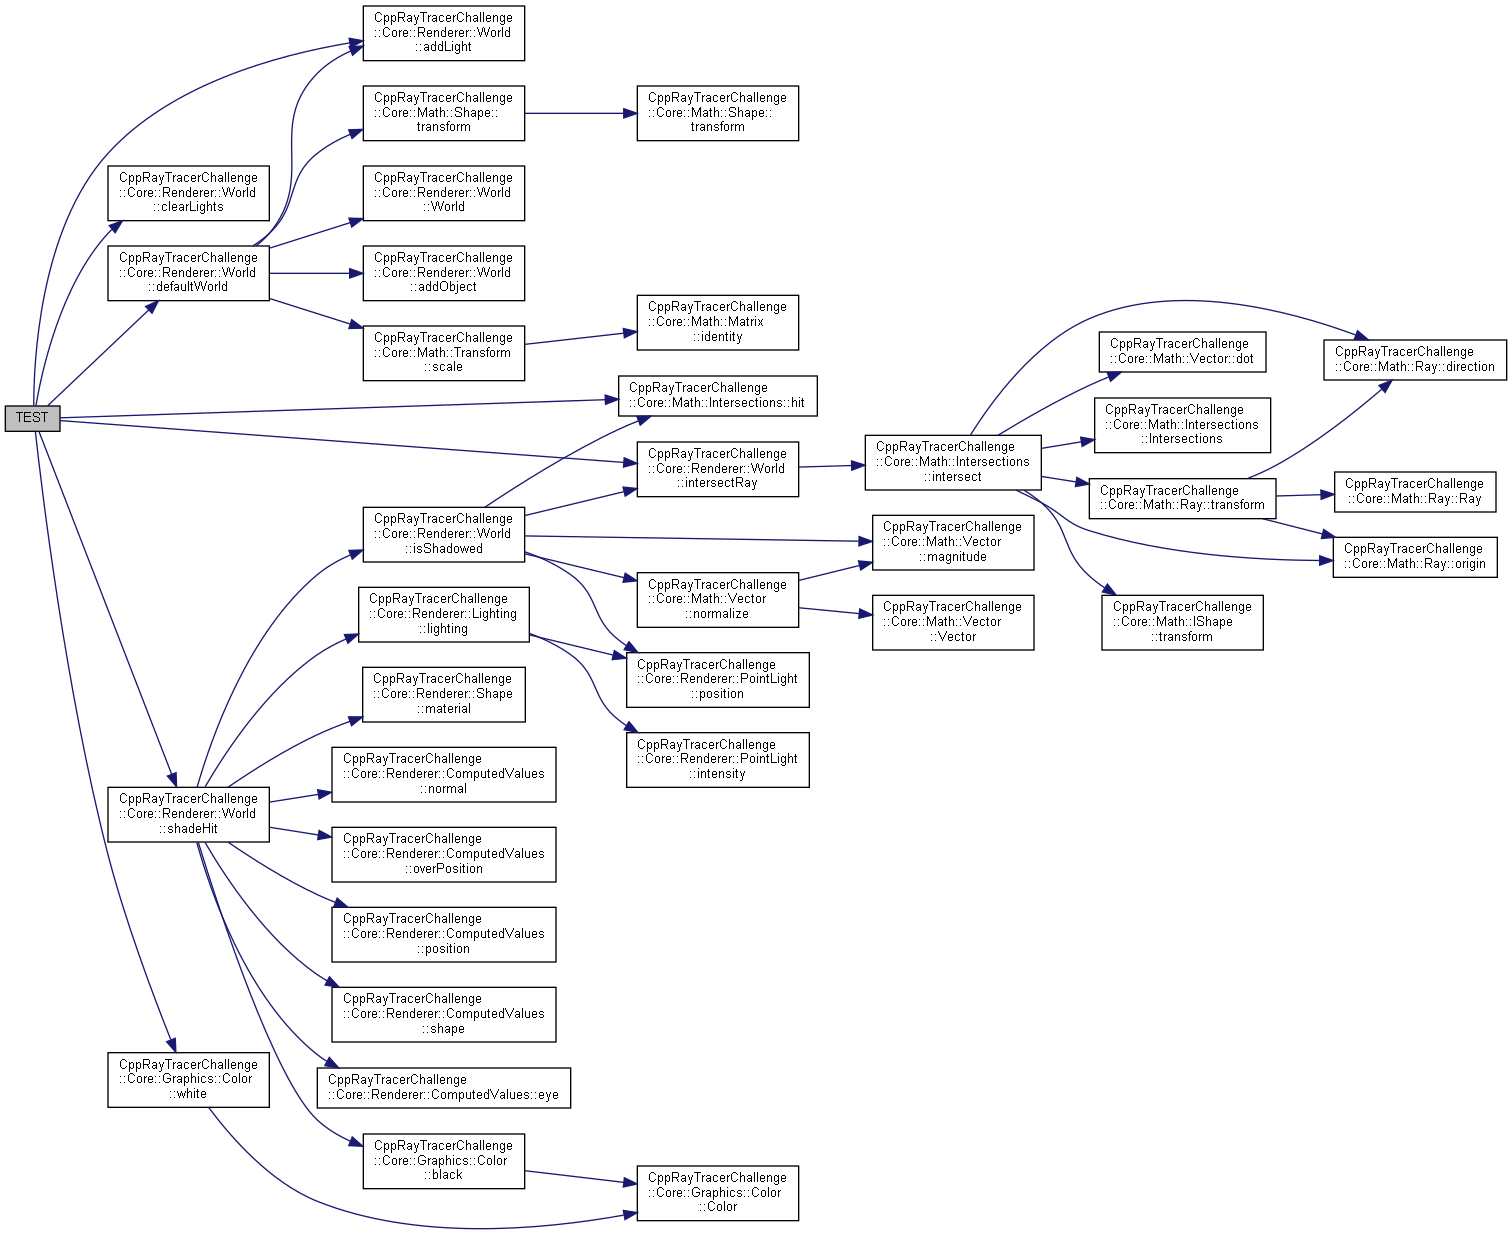 CppRayTracerChallenge
::Core::Renderer::World
::addLight
CppRayTracerChallenge
::Core::Math::Shape::
transform
CppRayTracerChallenge
::Core::Math::Shape::
transform
CppRayTracerChallenge
::Core::Renderer::World
::clearLights
CppRayTracerChallenge
::Core::Renderer::World
::World
CppRayTracerChallenge
::Core::Renderer::World
::defaultWorld
CppRayTracerChallenge
::Core::Renderer::World
::addObject
CppRayTracerChallenge
::Core::Math::Matrix
::identity
CppRayTracerChallenge
::Core::Math::Transform
::scale
CppRayTracerChallenge
::Core::Math::Vector::dot
CppRayTracerChallenge
::Core::Math::Ray::direction
CppRayTracerChallenge
::Core::Math::Intersections::hit
TEST
CppRayTracerChallenge
::Core::Math::Intersections
::Intersections
CppRayTracerChallenge
::Core::Renderer::World
::intersectRay
CppRayTracerChallenge
::Core::Math::Intersections
::intersect
CppRayTracerChallenge
::Core::Math::Ray::transform
CppRayTracerChallenge
::Core::Math::Ray::Ray
CppRayTracerChallenge
::Core::Renderer::World
::isShadowed
CppRayTracerChallenge
::Core::Math::Vector
::magnitude
CppRayTracerChallenge
::Core::Math::Ray::origin
CppRayTracerChallenge
::Core::Math::Vector
::normalize
CppRayTracerChallenge
::Core::Renderer::Lighting
::lighting
CppRayTracerChallenge
::Core::Math::Vector
::Vector
CppRayTracerChallenge
::Core::Math::IShape
::transform
CppRayTracerChallenge
::Core::Renderer::PointLight
::position
CppRayTracerChallenge
::Core::Renderer::Shape
::material
CppRayTracerChallenge
::Core::Renderer::PointLight
::intensity
CppRayTracerChallenge
::Core::Renderer::ComputedValues
::normal
CppRayTracerChallenge
::Core::Renderer::World
::shadeHit
CppRayTracerChallenge
::Core::Renderer::ComputedValues
::overPosition
CppRayTracerChallenge
::Core::Renderer::ComputedValues
::position
CppRayTracerChallenge
::Core::Renderer::ComputedValues
::shape
CppRayTracerChallenge
::Core::Graphics::Color
::white
CppRayTracerChallenge
::Core::Renderer::ComputedValues::eye
CppRayTracerChallenge
::Core::Graphics::Color
::black
CppRayTracerChallenge
::Core::Graphics::Color
::Color